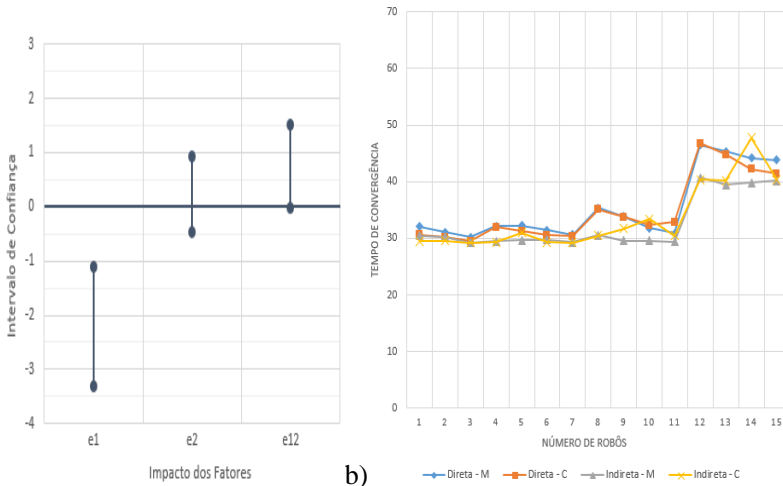 3
2
1
0
-1
-2
-3
-4
Intervalo de Confiança
e1 e2 e12
Impacto dos Fatores
b)
70
60
50
40
30
20
10
0
TEMPO DE CONVERGÊNCIA
1 2 3 4 5 6 7 8 9 10 11 12 13 14 15
NÚMERO DE ROBÔS
Direta - M Direta - C Indireta - M Indireta - C